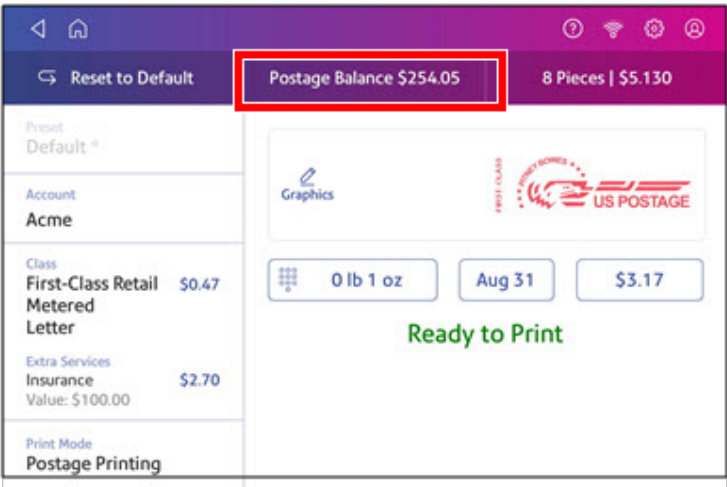 Reset to Default
Postage Balance $254.05
8 Pieces | $5.130
Preset
Default *
Account
Acme
Class
First-Class Retail $0.47
Metered
Letter
Extra Services
Insurance $2.70
Value: $100.00
Print Mode
Postage Printing
Graphics
FIRST-CLASS
PITNEY BOWES
US POSTAGE
0 lb 1 oz
Aug 31
$3.17
Ready to Print